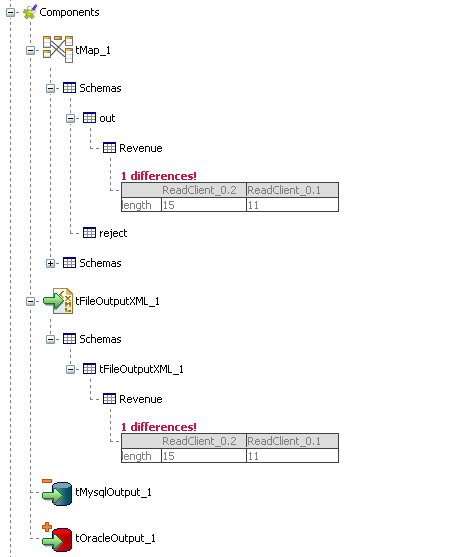 Components
tMap_1
Schemas
out
Revenue
1 differences!
ReadClient_0.2 ReadClient_0.1
length 15 11
reject
Schemas
tFileOutputXML_1
Schemas
tFileOutputXML_1
Revenue
1 differences!
ReadClient_0.2 ReadClient_0.1
length 15 11
tMysqlOutput_1
tOracleOutput_1